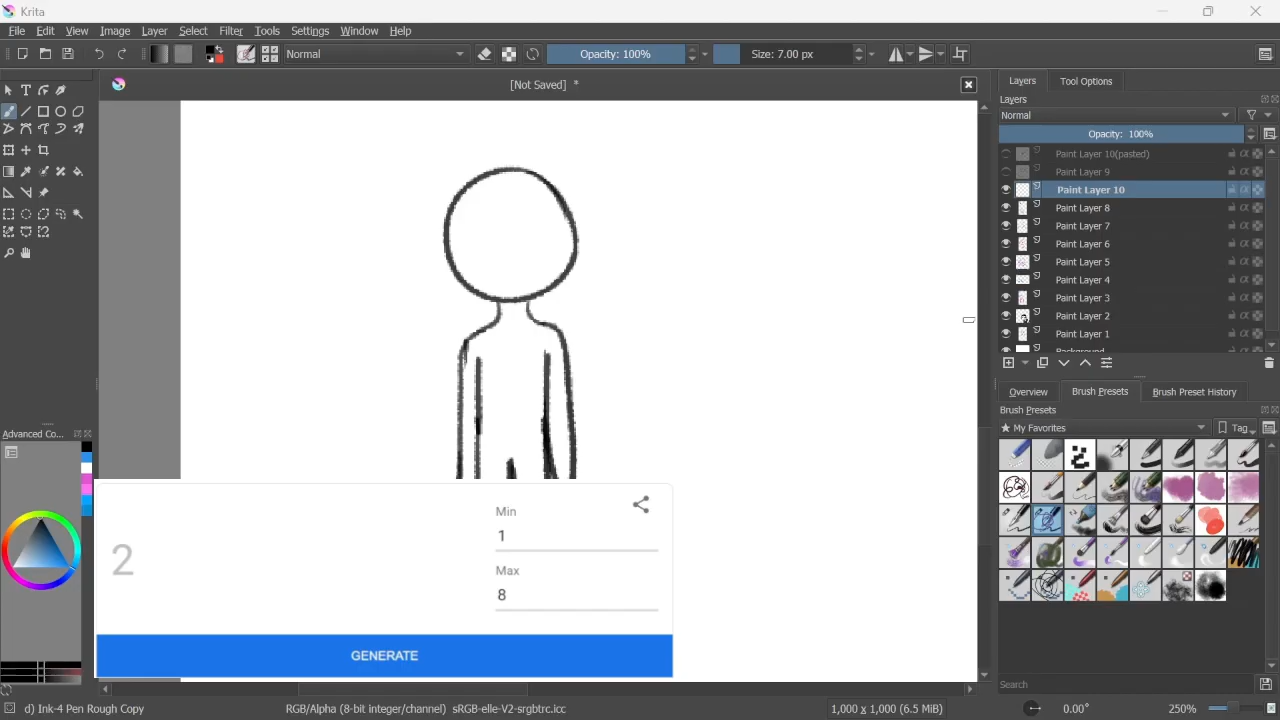 Krita
File Edit View Image Layer Select Filter Tools Settings Window Help
Normal Opacity: 100% Size: 7.00 px
[Not Saved] *
Layers Tool Options
Layers
Normal
Opacity: 100%
Paint Layer 10(pasted)
Paint Layer 9
Paint Layer 10
Paint Layer 8
Paint Layer 7
Paint Layer 6
Paint Layer 5
Paint Layer 4
Paint Layer 3
Paint Layer 2
Paint Layer 1
Background
Overview Brush Presets Brush Preset History
Brush Presets
My Favorites Tag
Advanced Co...
Min
1
2
Max
8
GENERATE
Search
d) Ink-4 Pen Rough Copy RGB/Alpha (8-bit integer/channel) sRGB-elle-V2-srgbtrc.icc 1,000 x 1,000 (6.5 MiB) 0.00° 250%